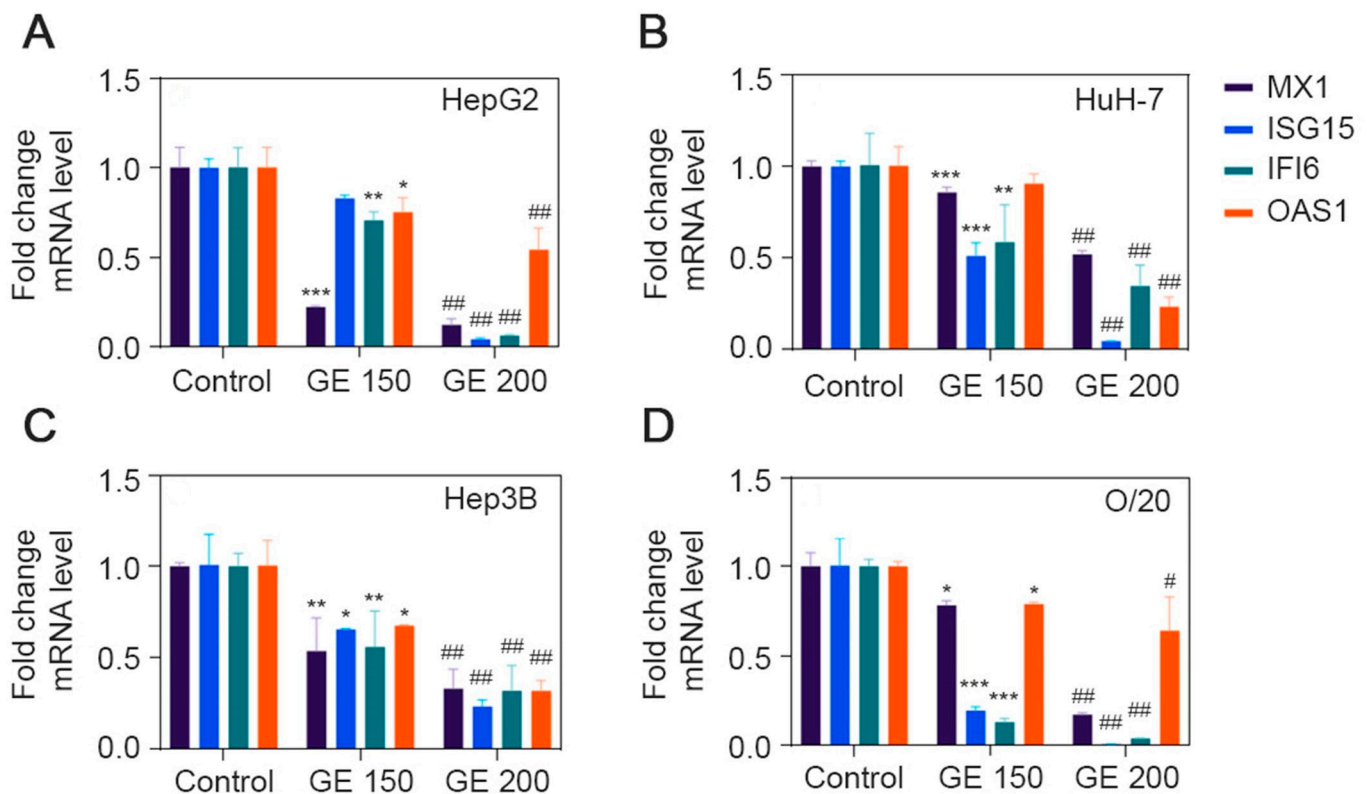 A
HepG2
Fold change
mRNA level
1.5
1.0
0.5
0.0
***
**
*
##
##
##
##
Control
GE 150
GE 200
B
HuH-7
Fold change
mRNA level
1.5
1.0
0.5
0.0
***
***
**
##
##
##
##
Control
GE 150
GE 200
MX1
ISG15
IFI6
OAS1
C
Hep3B
Fold change
mRNA level
1.5
1.0
0.5
0.0
**
*
**
*
##
##
##
##
Control
GE 150
GE 200
D
O/20
Fold change
mRNA level
1.5
1.0
0.5
0.0
*
***
***
*
##
##
##
#
Control
GE 150
GE 200